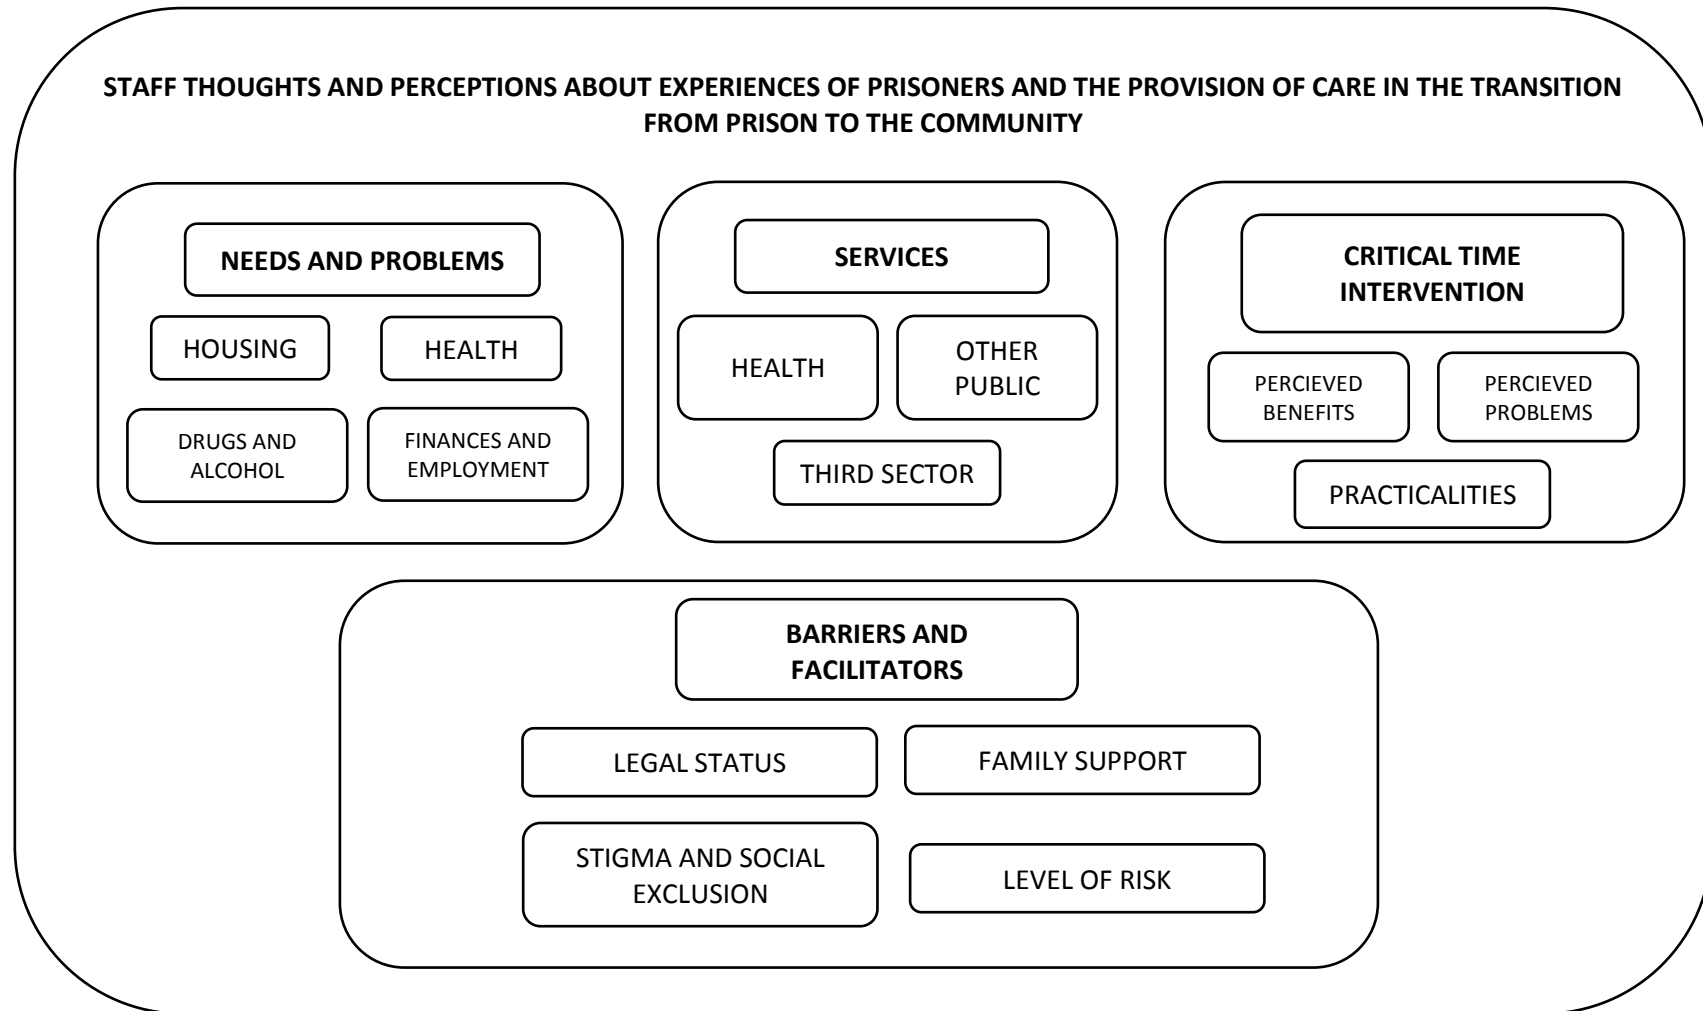 STAFF THOUGHTS AND PERCEPTIONS ABOUT EXPERIENCES OF PRISONERS AND THE PROVISION OF CARE IN THE TRANSITION
FROM PRISON TO THE COMMUNITY
NEEDS AND PROBLEMS
HOUSING
HEALTH
DRUGS AND
ALCOHOL
FINANCES AND
EMPLOYMENT
SERVICES
HEALTH
OTHER
PUBLIC
THIRD SECTOR
CRITICAL TIME
INTERVENTION
PERCIEVED
BENEFITS
PERCIEVED
PROBLEMS
PRACTICALITIES
BARRIERS AND
FACILITATORS
LEGAL STATUS
FAMILY SUPPORT
STIGMA AND SOCIAL
EXCLUSION
LEVEL OF RISK